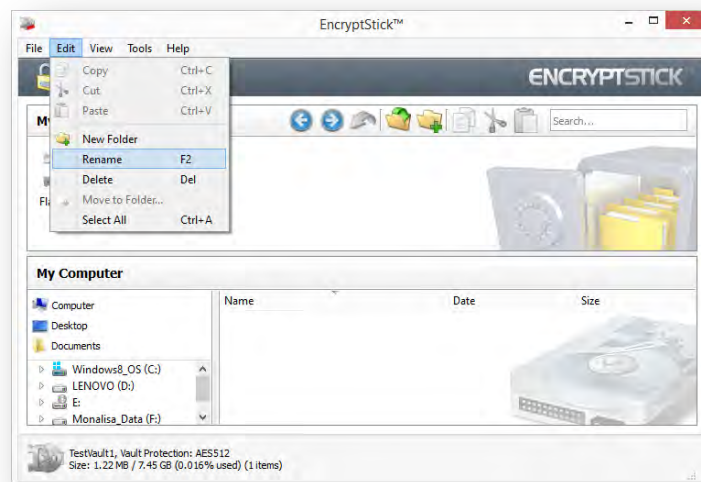 EncryptStick™
File Edit View Tools Help
ENCRYPTSTICK
Copy Ctrl+C
Cut Ctrl+X
Paste Ctrl+V
New Folder
Rename F2
Delete Del
Move to Folder...
Select All Ctrl+A
Search...
My Computer
Computer
Desktop
Documents
Windows8_OS (C:)
LENOVO (D:)
E:
Monalisa_Data (F:)
Name Date Size
TestVault1, Vault Protection: AES512
Size: 1.22 MB / 7.45 GB (0.016% used) (1 items)